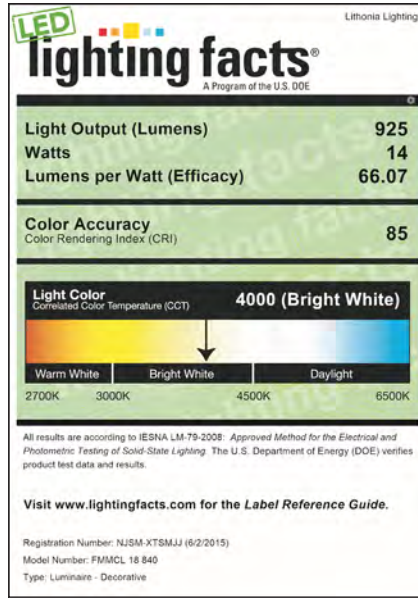 Lithonia Lighting
LED
lighting facts®
A Program of the U.S. DOE
Light Output (Lumens) 925
Watts 14
Lumens per Watt (Efficacy) 66.07
Color Accuracy 85
Color Rendering Index (CRI)
Light Color 4000 (Bright White)
Correlated Color Temperature (CCT)
Warm White Bright White Daylight
2700K 3000K 4500K 6500K
All results are according to IESNA LM-79-2008: Approved Method for the Electrical and
Photometric Testing of Solid-State Lighting. The U.S. Department of Energy (DOE) verifies
product test data and results.
Visit www.lightingfacts.com for the Label Reference Guide.
Registration Number: NJSM-XTSMJJ (6/2/2015)
Model Number: FMMCL 18 840
Type: Luminaire - Decorative